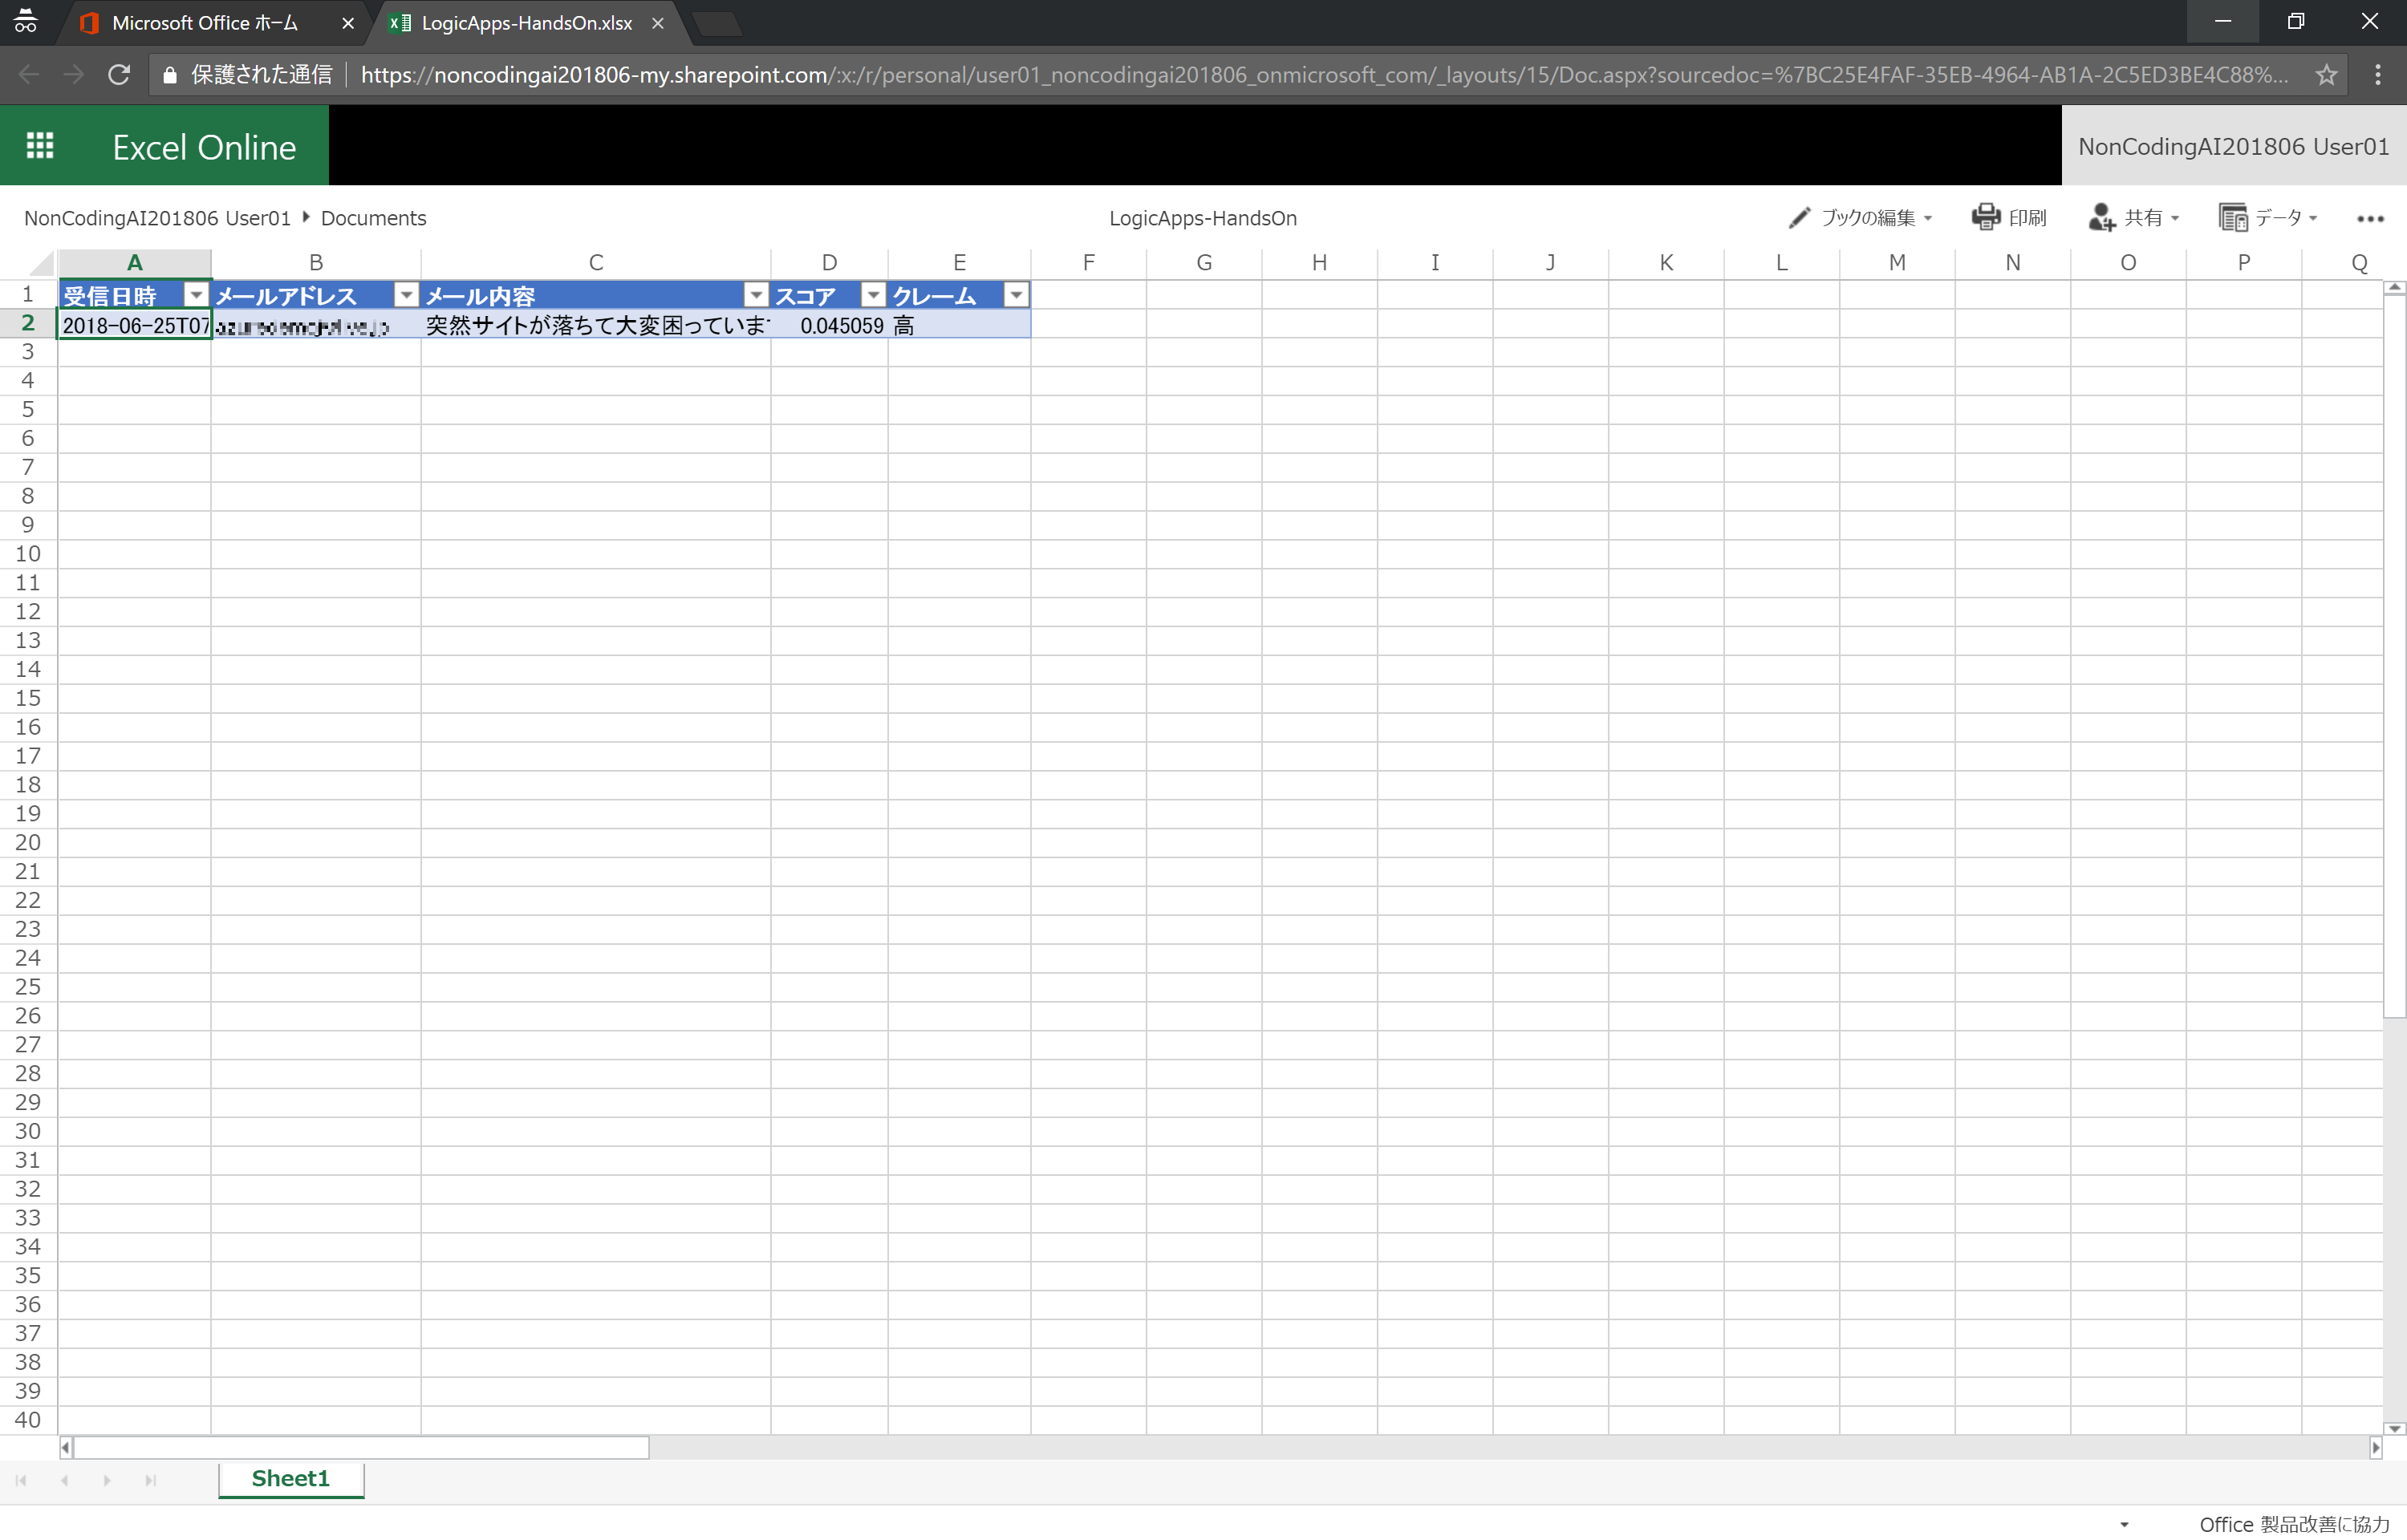 Microsoft Office ホーム
LogicApps-HandsOn.xlsx
保護された通信
https://noncodingai201806-my.sharepoint.com/:x:/r/personal/user01_noncodingai201806_onmicrosoft_com/_layouts/15/Doc.aspx?sourcedoc=%7BC25E4FAF-35EB-4964-AB1A-2C5ED3BE4C88%...
Excel Online
NonCodingAI201806 User01
NonCodingAI201806 User01 Documents
LogicApps-HandsOn
ブックの編集 印刷 共有 データ
A B C D E F G H I J K L M N O P Q
1 受信日時 メールアドレス メール内容 スコア クレーム
2 2018-06-25T07 突然サイトが落ちて大変困っていま 0.045059 高
3
4
5
6
7
8
9
10
11
12
13
14
15
16
17
18
19
20
21
22
23
24
25
26
27
28
29
30
31
32
33
34
35
36
37
38
39
40
Sheet1
Office 製品改善に協力